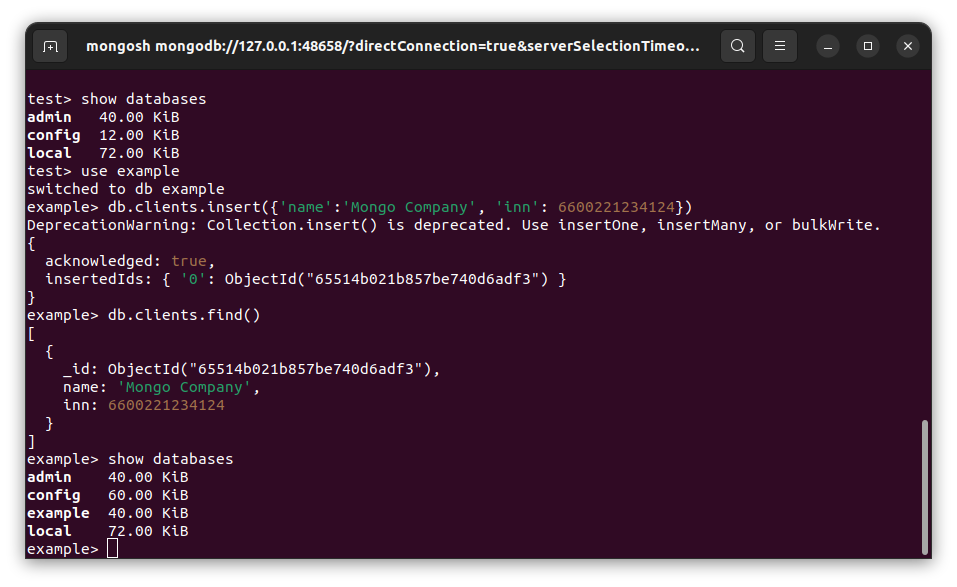 mongosh mongodb://127.0.0.1:48658/?directConnection=true&serverSelectionTimeo...
test> show databases
admin   40.00 KiB
config  12.00 KiB
local   72.00 KiB
test> use example
switched to db example
example> db.clients.insert({'name':'Mongo Company', 'inn': 6600221234124})
DeprecationWarning: Collection.insert() is deprecated. Use insertOne, insertMany, or bulkWrite.
{
  acknowledged: true,
  insertedIds: { '0': ObjectId("65514b021b857be740d6adf3") }
}
example> db.clients.find()
[
  {
    _id: ObjectId("65514b021b857be740d6adf3"),
    name: 'Mongo Company',
    inn: 6600221234124
  }
]
example> show databases
admin    40.00 KiB
config   60.00 KiB
example  40.00 KiB
local    72.00 KiB
example>